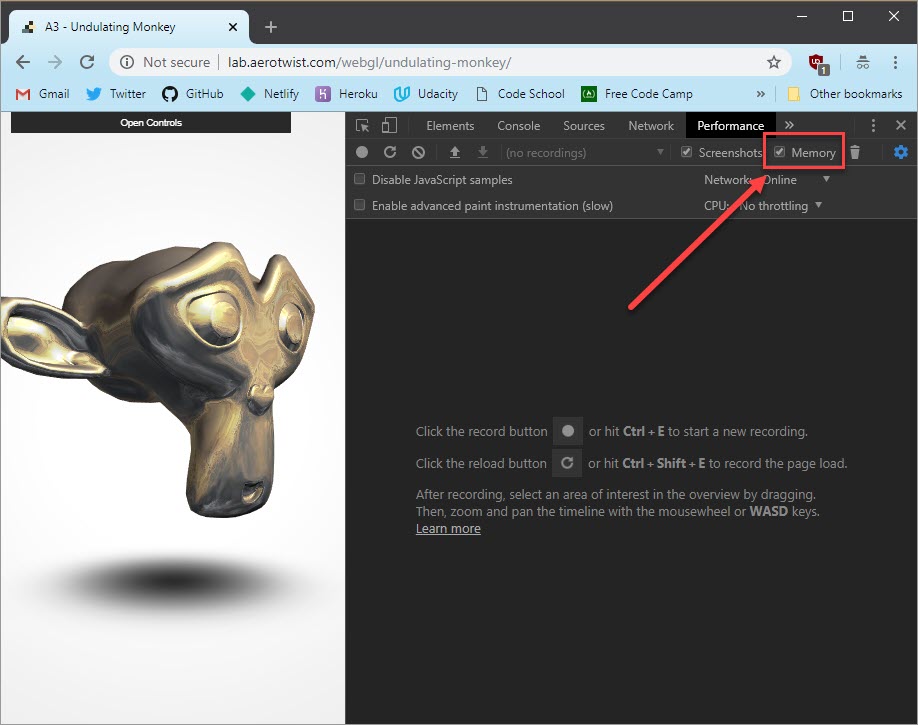 A3 - Undulating Monkey
Not secure lab.aerotwist.com/webgl/undulating-monkey/
1
Gmail Twitter GitHub Netlify Heroku Udacity Code School Free Code Camp » Other bookmarks
Open Controls
Elements Console Sources Network Performance »
(no recordings) Screenshots Memory
Disable JavaScript samples Network: Online
Enable advanced paint instrumentation (slow) CPU: No throttling
Click the record button or hit Ctrl + E to start a new recording.
Click the reload button or hit Ctrl + Shift + E to record the page load.
After recording, select an area of interest in the overview by dragging.
Then, zoom and pan the timeline with the mousewheel or WASD keys.
Learn more